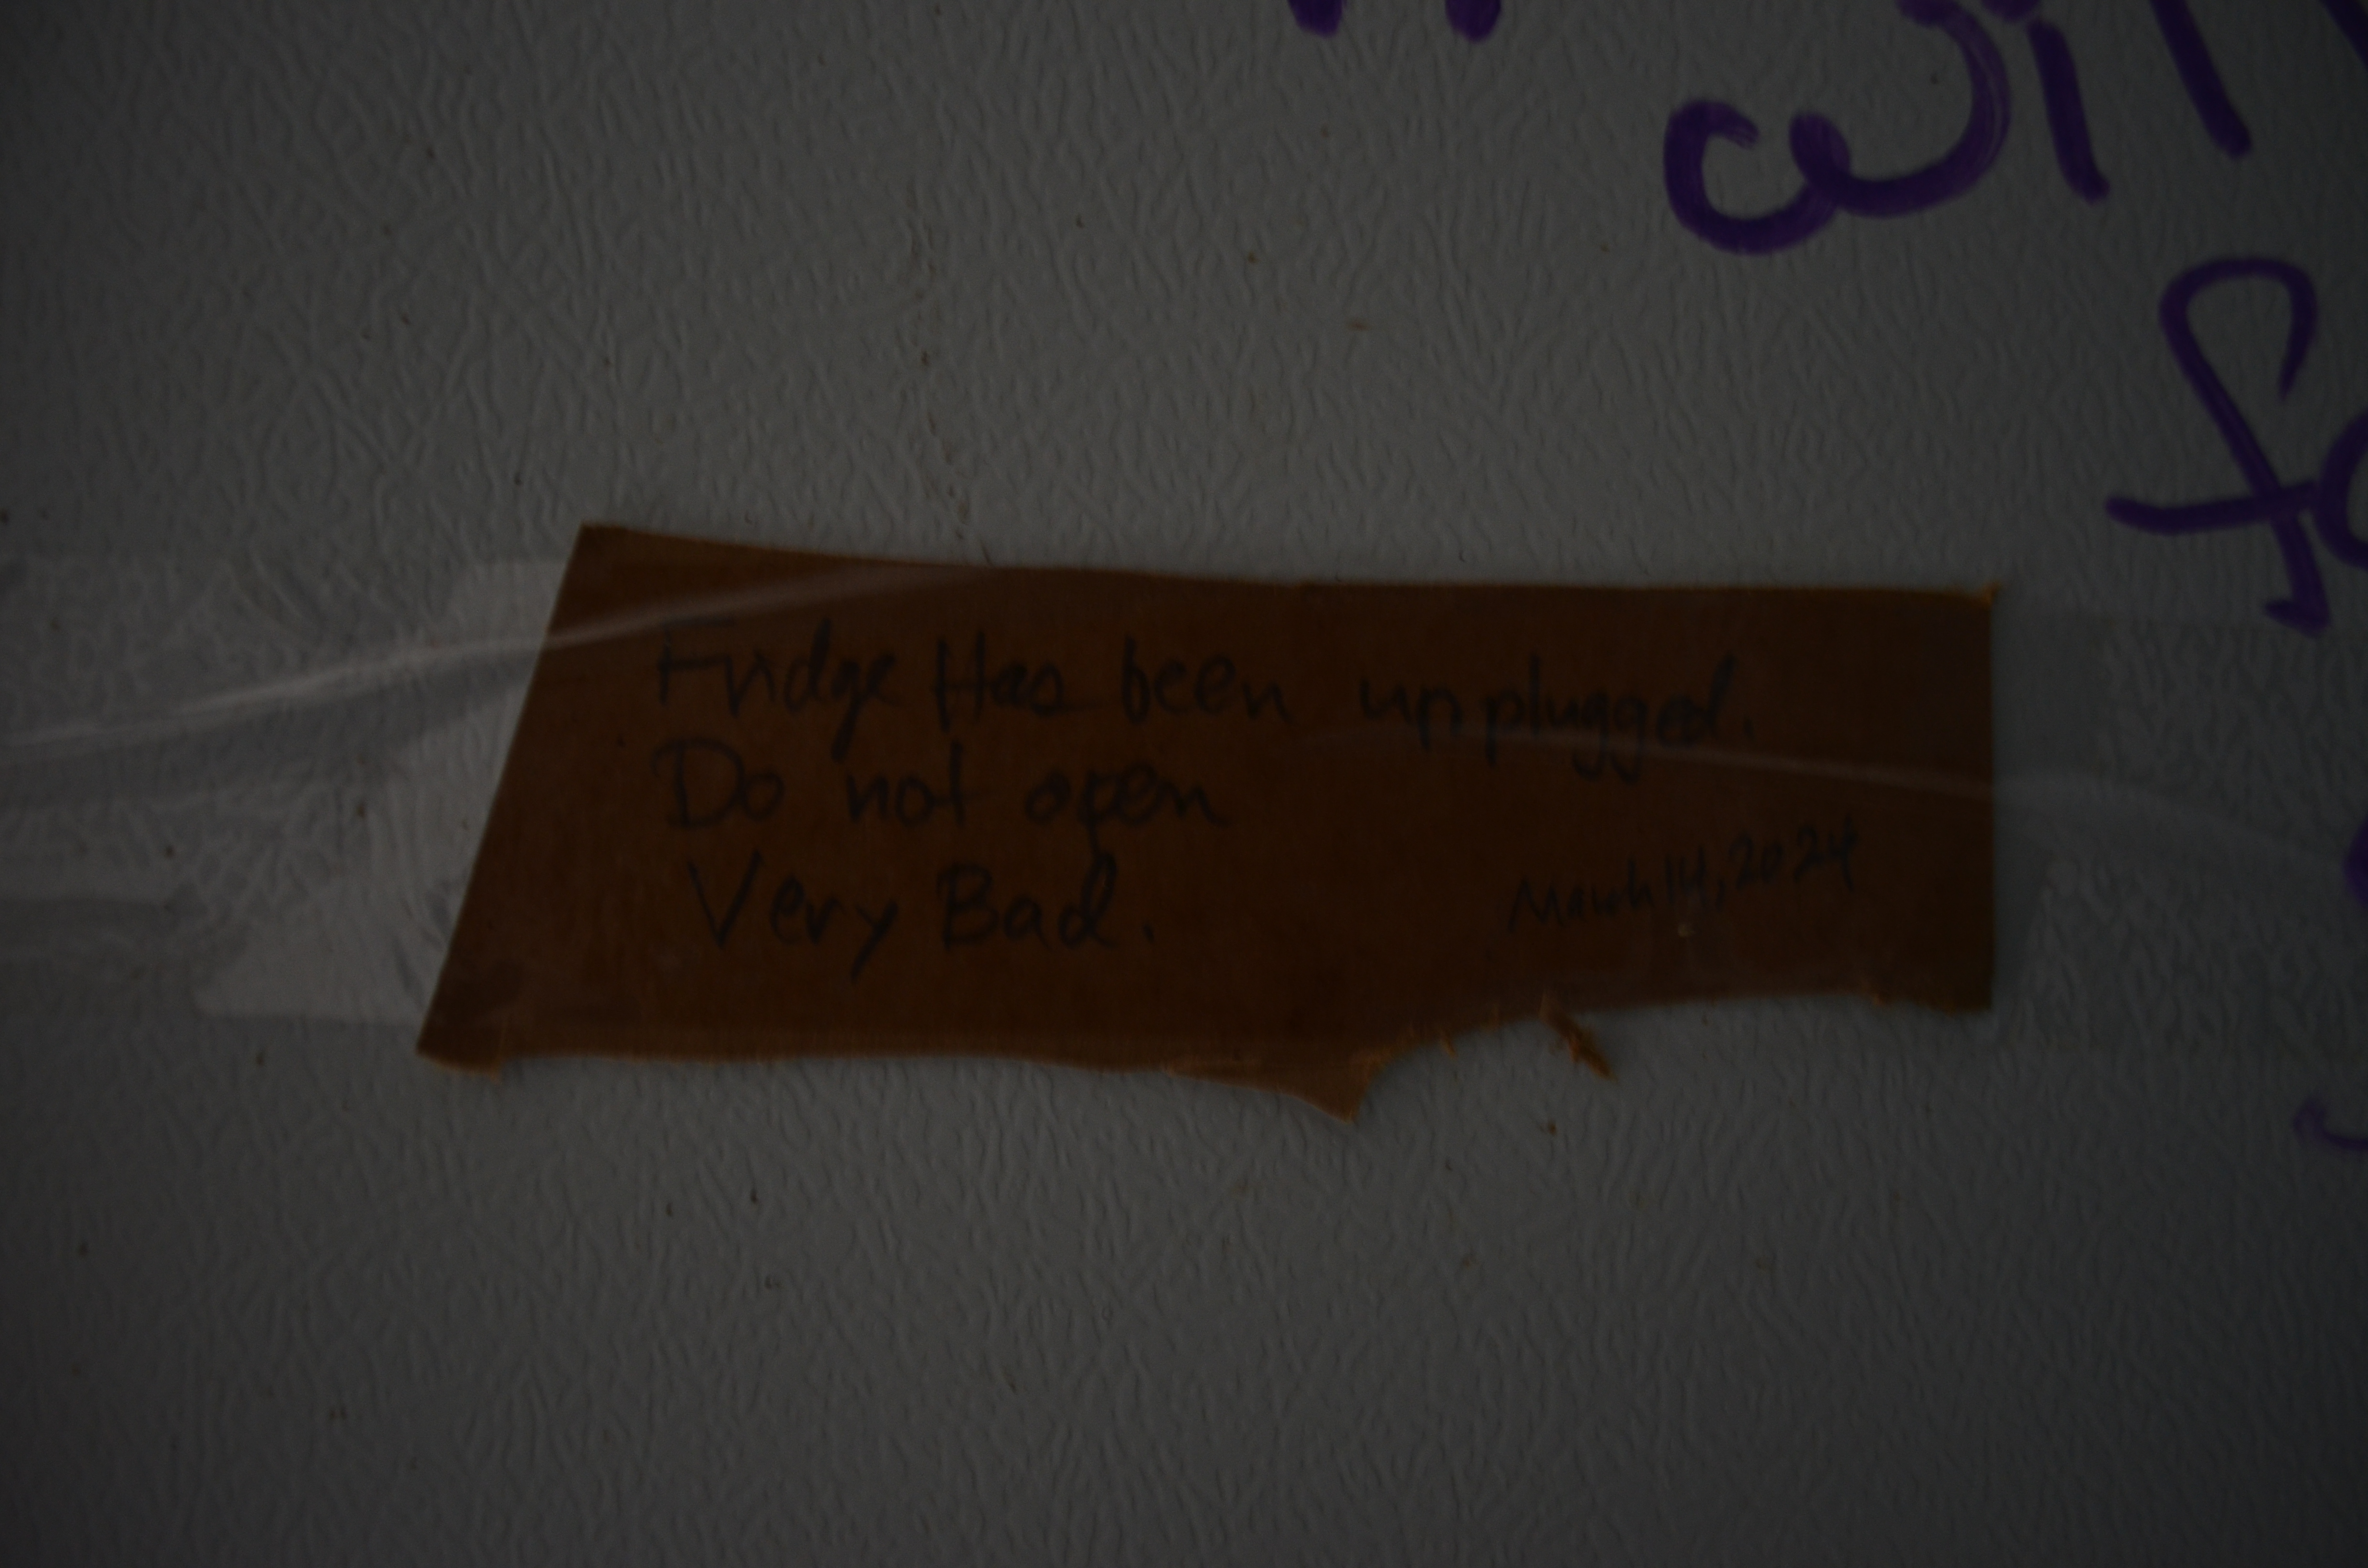 Fridge Has been unplugged.
Do not open
Very Bad.
March 14, 2024